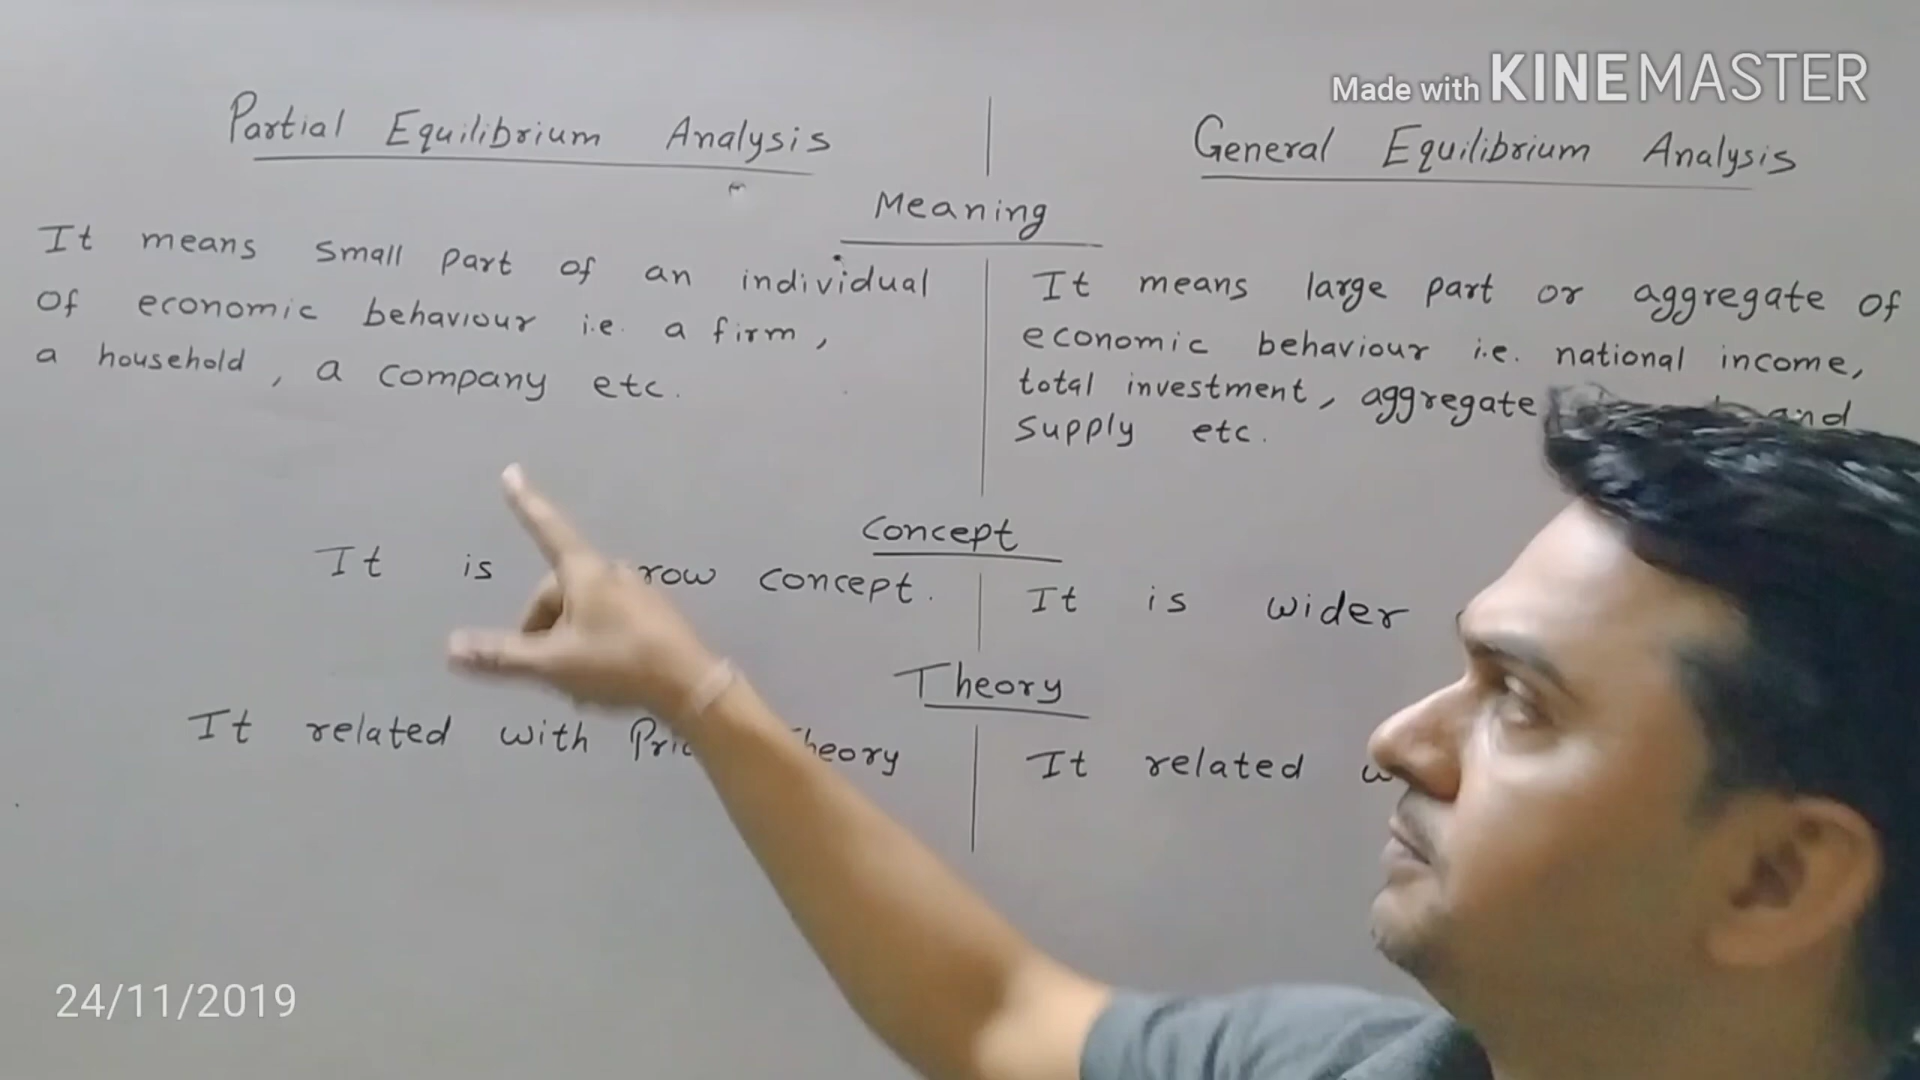 Made with KINEMASTER
Partial Equilibrium Analysis
General Equilibrium Analysis
Meaning
It means small part of an individual
of economic behaviour i.e. a firm,
a household, a company etc.
It means large part or aggregate of
economic behaviour i.e. national income,
total investment, aggregate and
supply etc.
Concept
It is concept.
It is wider
Theory
It related with Theory
It related
24/11/2019